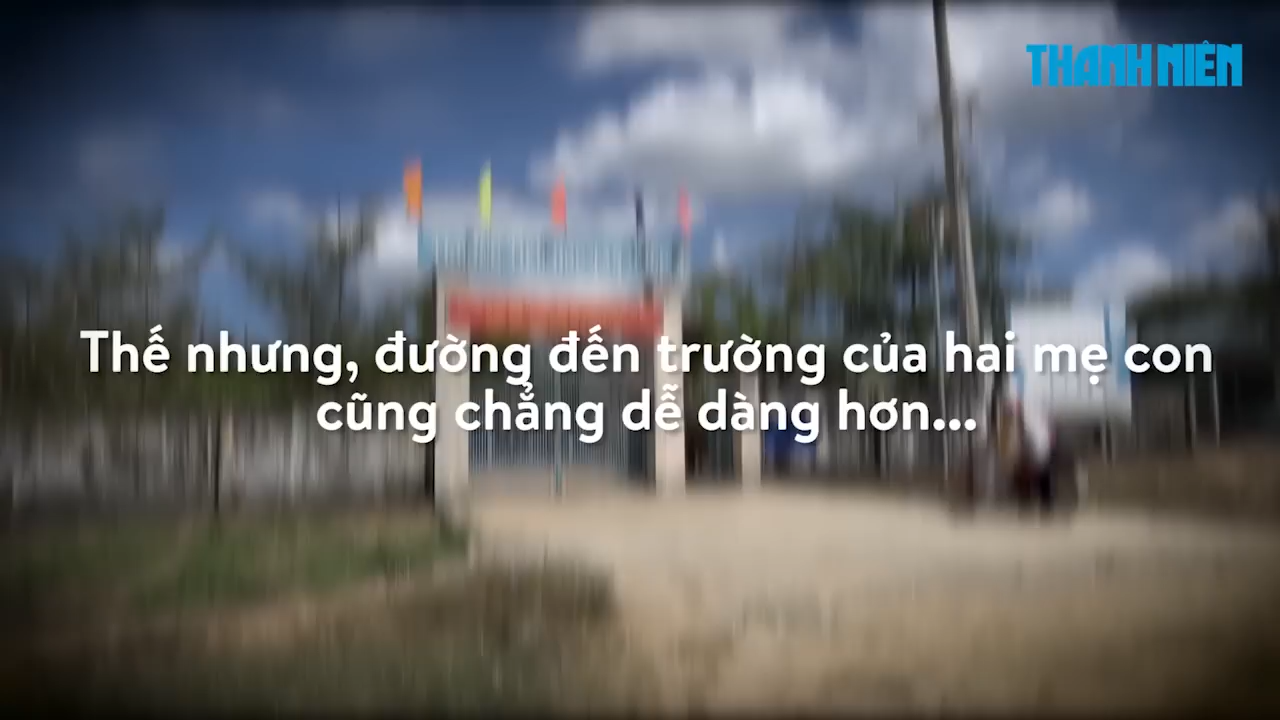 THANH NIÊN
Thế nhưng, đường đến trường của hai mẹ con
cũng chẳng dễ dàng hơn...